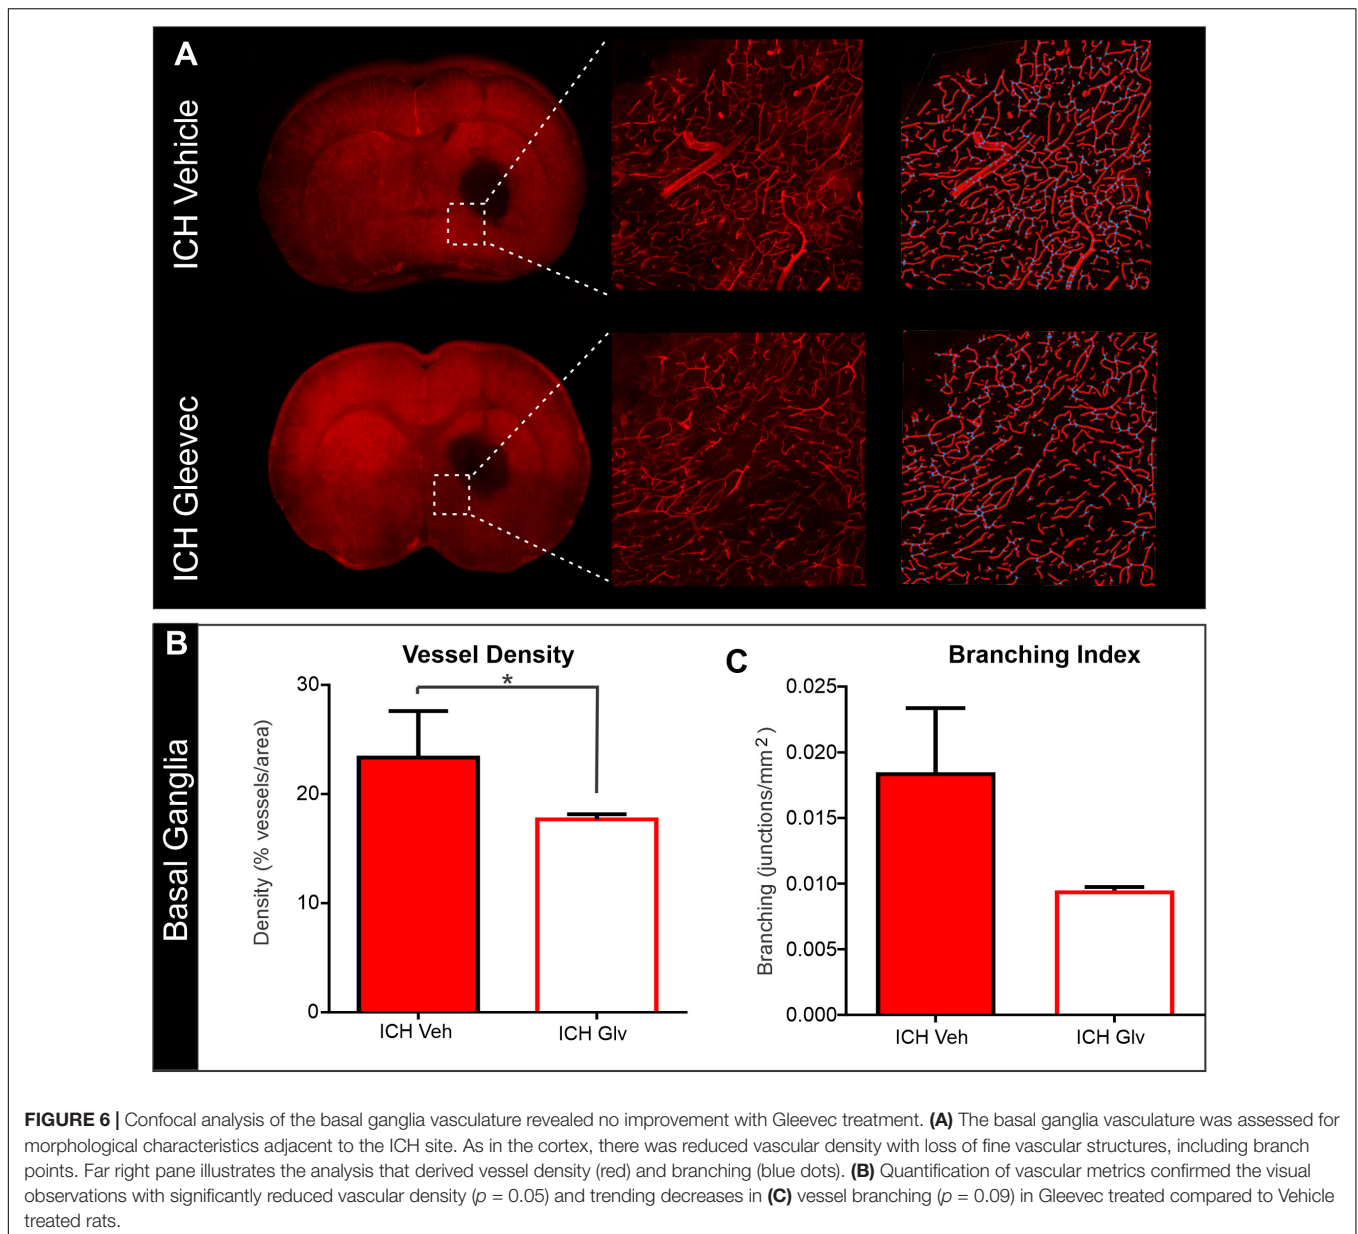 A
ICH Vehicle
ICH Gleevec
B
Basal Ganglia
Vessel Density
*
Density (% vessels/area)
30
20
10
0
ICH Veh
ICH Glv
C
Branching Index
Branching (junctions/mm²)
0.025
0.020
0.015
0.010
0.005
0.000
ICH Veh
ICH Glv
FIGURE 6 | Confocal analysis of the basal ganglia vasculature revealed no improvement with Gleevec treatment. (A) The basal ganglia vasculature was assessed for
morphological characteristics adjacent to the ICH site. As in the cortex, there was reduced vascular density with loss of fine vascular structures, including branch
points. Far right pane illustrates the analysis that derived vessel density (red) and branching (blue dots). (B) Quantification of vascular metrics confirmed the visual
observations with significantly reduced vascular density (p = 0.05) and trending decreases in (C) vessel branching (p = 0.09) in Gleevec treated compared to Vehicle
treated rats.